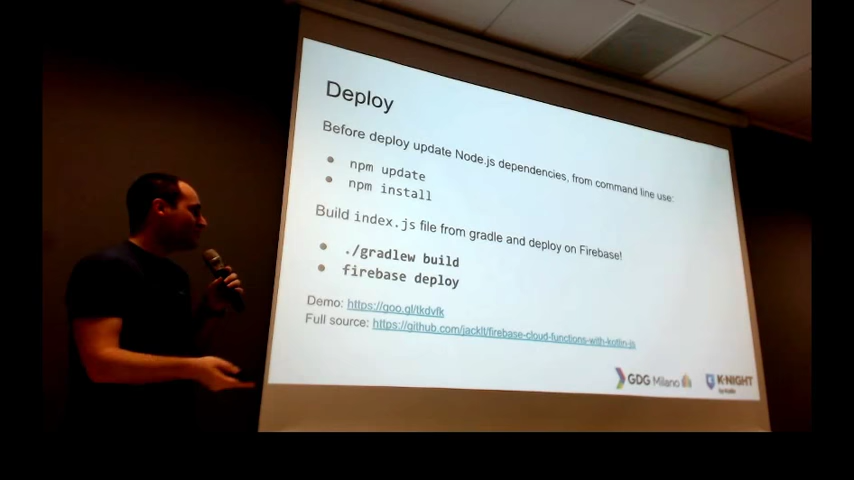 Deploy
Before deploy update Node.js dependencies, from command line use:
● npm update
● npm install
Build index.js file from gradle and deploy on Firebase!
● ./gradlew build
● firebase deploy
Demo: https://goo.gl/tkdvfk
Full source: https://github.com/jacklt/firebase-cloud-functions-with-kotlin-js
GDG Milano
K·NIGHT